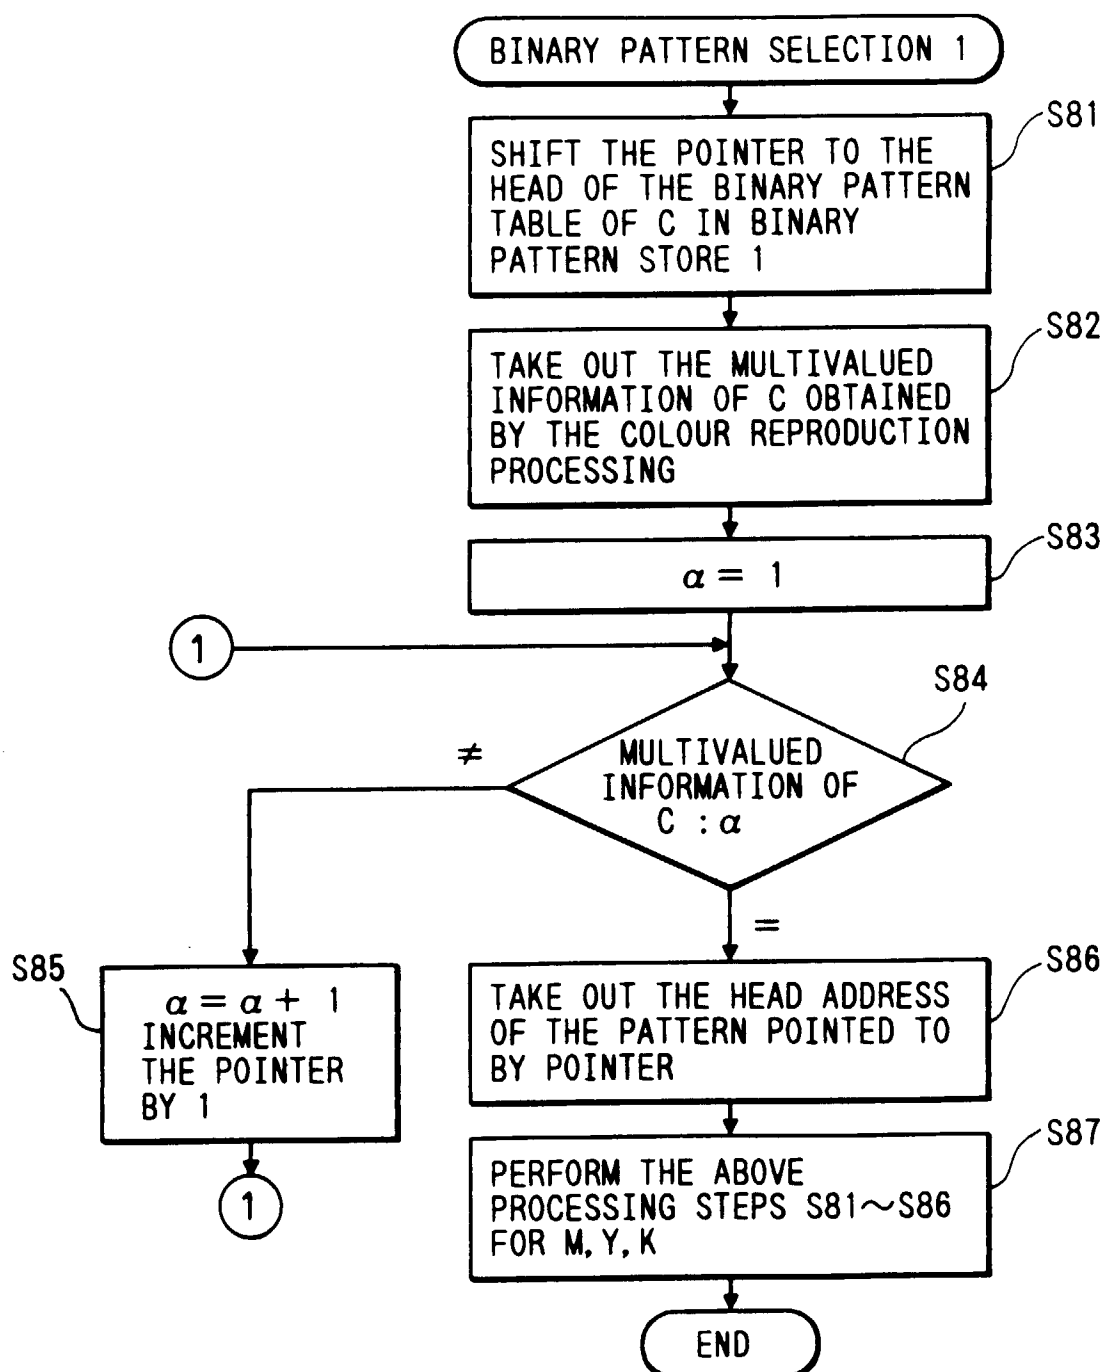 BINARY PATTERN SELECTION 1
S81
SHIFT THE POINTER TO THE
HEAD OF THE BINARY PATTERN
TABLE OF C IN BINARY
PATTERN STORE 1
S82
TAKE OUT THE MULTIVALUED
INFORMATION OF C OBTAINED
BY THE COLOUR REPRODUCTION
PROCESSING
S83
α = 1
1
S84
≠
MULTIVALUED
INFORMATION OF
C : α
=
S85
α = α + 1
INCREMENT
THE POINTER
BY 1
1
S86
TAKE OUT THE HEAD ADDRESS
OF THE PATTERN POINTED TO
BY POINTER
S87
PERFORM THE ABOVE
PROCESSING STEPS S81~S86
FOR M, Y, K
END